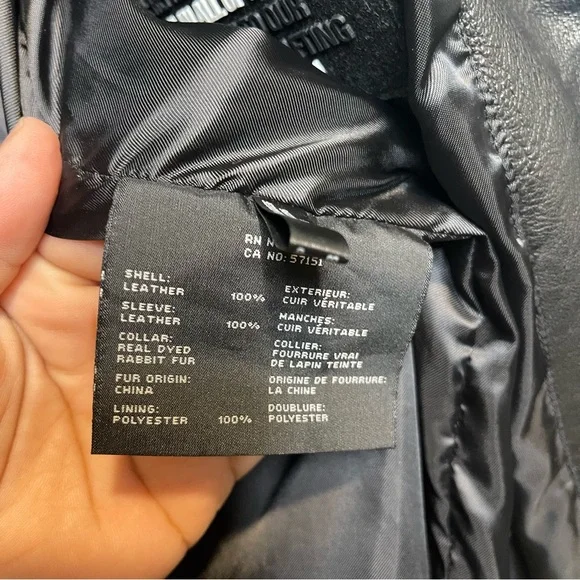 STING
RN N
CA NO: 57151
SHELL:
LEATHER 100%
SLEEVE:
LEATHER 100%
COLLAR:
REAL DYED
RABBIT FUR
FUR ORIGIN:
CHINA
LINING:
POLYESTER 100%
EXTERIEUR:
CUIR VÉRITABLE
MANCHES:
CUIR VÉRITABLE
COLLIER:
FOURRURE VRAI
DE LAPIN TEINTE
ORIGINE DE FOURRURE:
LA CHINE
DOUBLURE:
POLYESTER